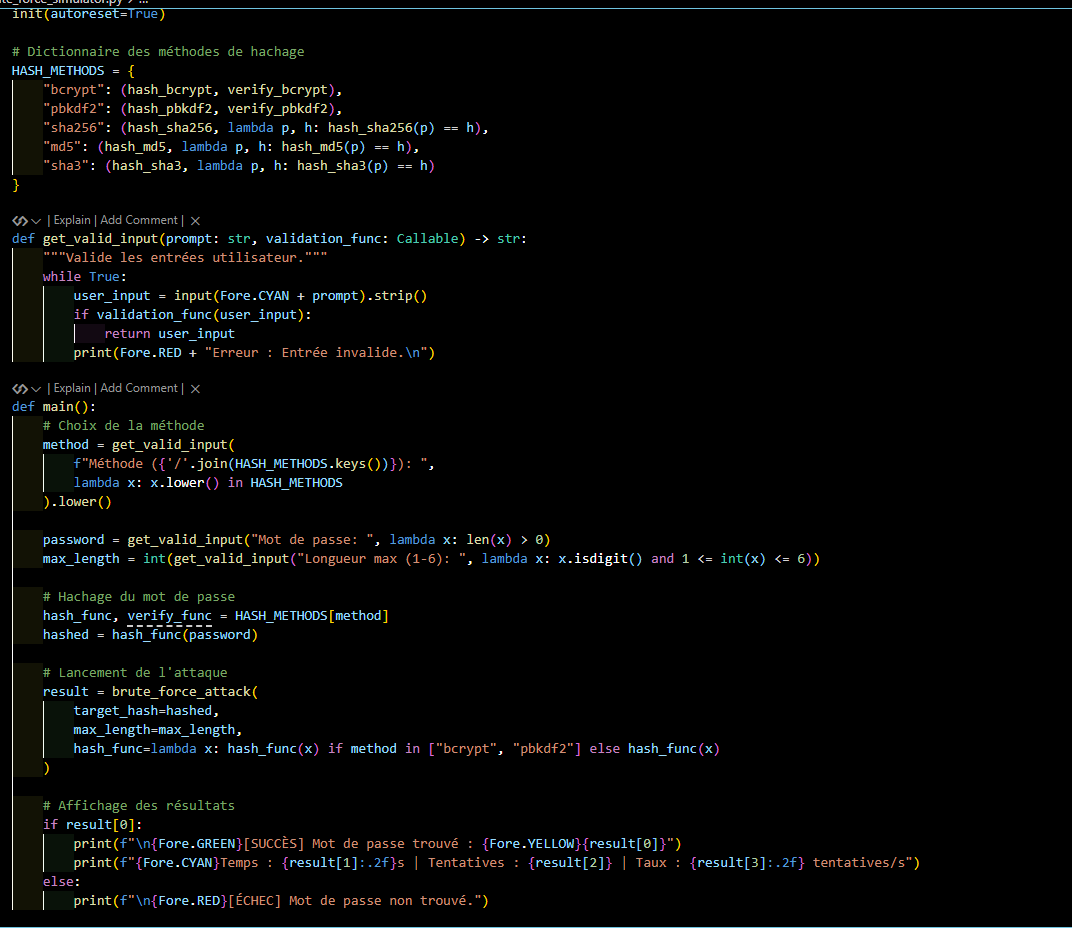 te_force_simulator.py > ...
init(autoreset=True)
# Dictionnaire des méthodes de hachage
HASH_METHODS = {
    "bcrypt": (hash_bcrypt, verify_bcrypt),
    "pbkdf2": (hash_pbkdf2, verify_pbkdf2),
    "sha256": (hash_sha256, lambda p, h: hash_sha256(p) == h),
    "md5": (hash_md5, lambda p, h: hash_md5(p) == h),
    "sha3": (hash_sha3, lambda p, h: hash_sha3(p) == h)
}
| Explain | Add Comment | ×
def get_valid_input(prompt: str, validation_func: Callable) -> str:
    """Valide les entrées utilisateur."""
    while True:
        user_input = input(Fore.CYAN + prompt).strip()
        if validation_func(user_input):
            return user_input
        print(Fore.RED + "Erreur : Entrée invalide.\n")
| Explain | Add Comment | ×
def main():
    # Choix de la méthode
    method = get_valid_input(
        f"Méthode ({'/'.join(HASH_METHODS.keys())}): ",
        lambda x: x.lower() in HASH_METHODS
    ).lower()
    password = get_valid_input("Mot de passe: ", lambda x: len(x) > 0)
    max_length = int(get_valid_input("Longueur max (1-6): ", lambda x: x.isdigit() and 1 <= int(x) <= 6))
    # Hachage du mot de passe
    hash_func, verify_func = HASH_METHODS[method]
    hashed = hash_func(password)
    # Lancement de l'attaque
    result = brute_force_attack(
        target_hash=hashed,
        max_length=max_length,
        hash_func=lambda x: hash_func(x) if method in ["bcrypt", "pbkdf2"] else hash_func(x)
    )
    # Affichage des résultats
    if result[0]:
        print(f"\n{Fore.GREEN}[SUCCÈS] Mot de passe trouvé : {Fore.YELLOW}{result[0]}")
        print(f"{Fore.CYAN}Temps : {result[1]:.2f}s | Tentatives : {result[2]} | Taux : {result[3]:.2f} tentatives/s")
    else:
        print(f"\n{Fore.RED}[ÉCHEC] Mot de passe non trouvé.")